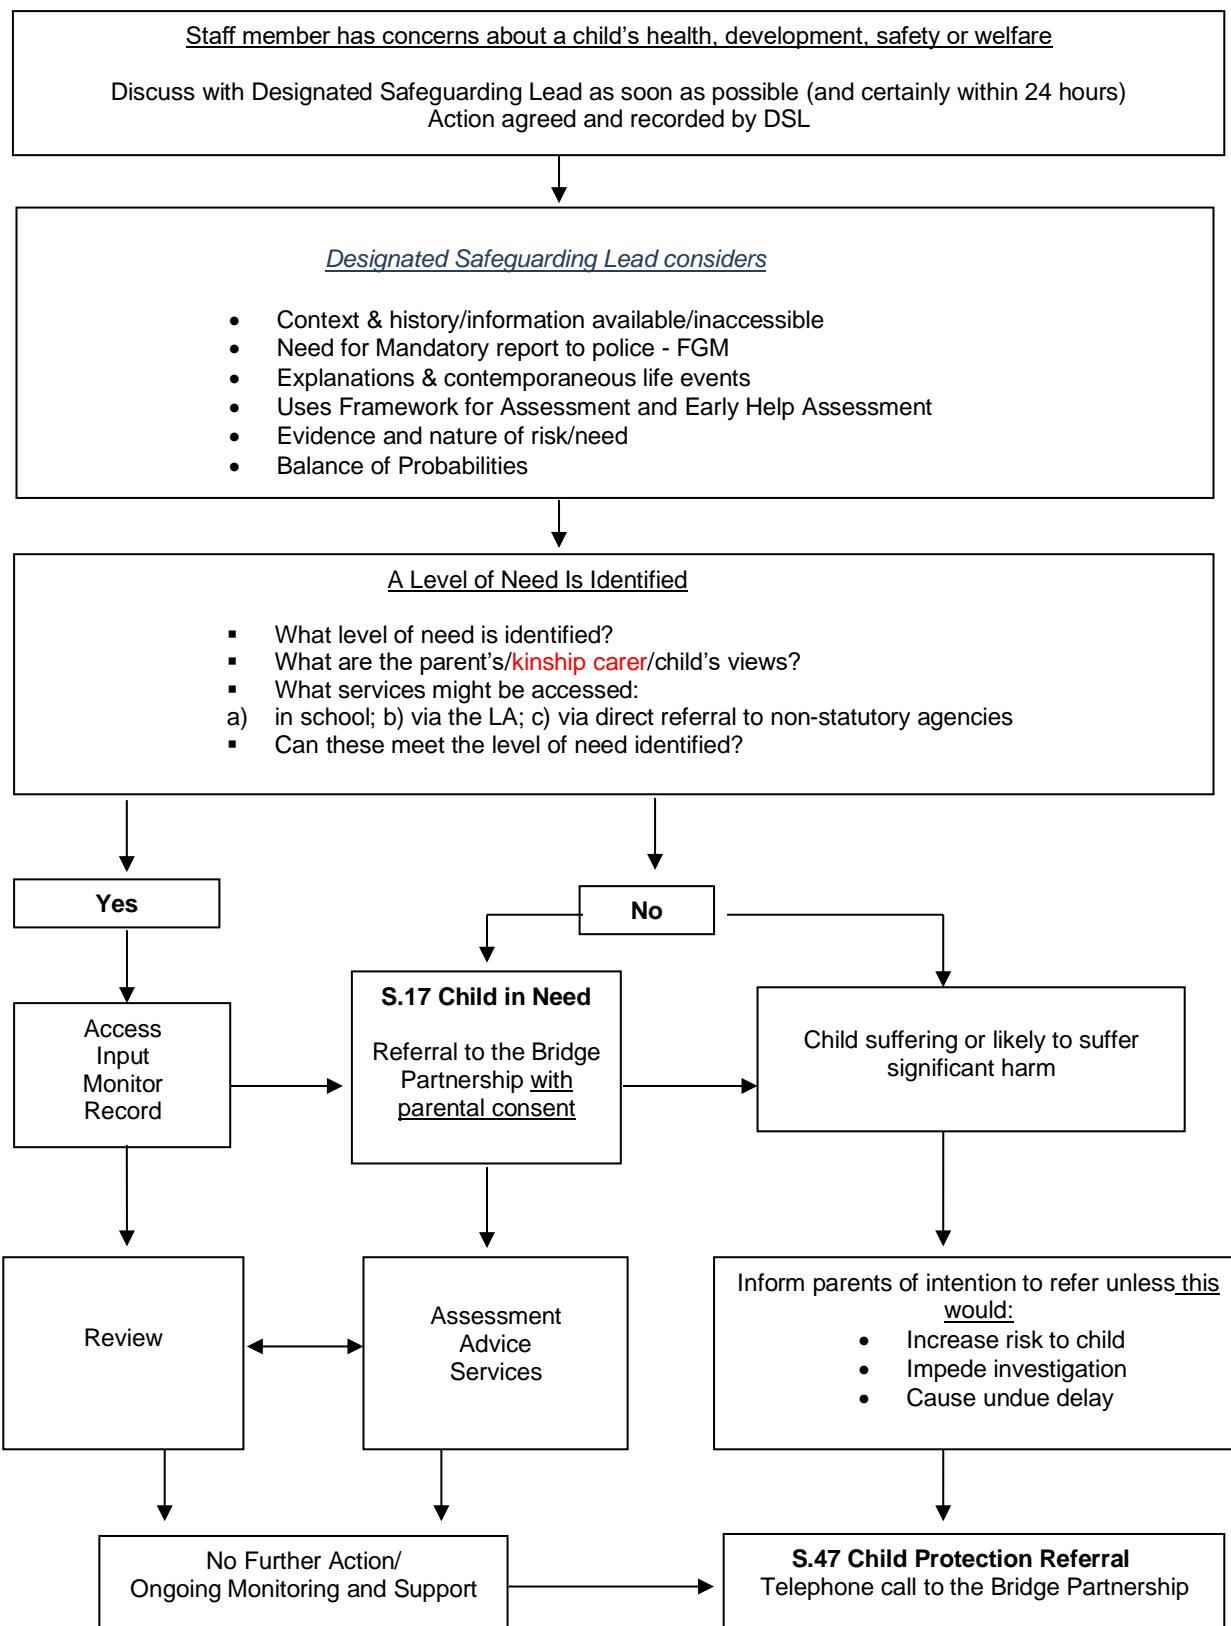 Staff member has concerns about a child’s health, development, safety or welfare
Discuss with Designated Safeguarding Lead as soon as possible (and certainly within 24 hours)
Action agreed and recorded by DSL
Designated Safeguarding Lead considers
• Context & history/information available/inaccessible
• Need for Mandatory report to police - FGM
• Explanations & contemporaneous life events
• Uses Framework for Assessment and Early Help Assessment
• Evidence and nature of risk/need
• Balance of Probabilities
A Level of Need Is Identified
▪ What level of need is identified?
▪ What are the parent’s/kinship carer/child’s views?
▪ What services might be accessed:
a) in school; b) via the LA; c) via direct referral to non-statutory agencies
▪ Can these meet the level of need identified?
Yes
No
Access
Input
Monitor
Record
S.17 Child in Need
Referral to the Bridge
Partnership with
parental consent
Child suffering or likely to suffer
significant harm
Review
Assessment
Advice
Services
Inform parents of intention to refer unless this
would:
• Increase risk to child
• Impede investigation
• Cause undue delay
No Further Action/
Ongoing Monitoring and Support
S.47 Child Protection Referral
Telephone call to the Bridge Partnership